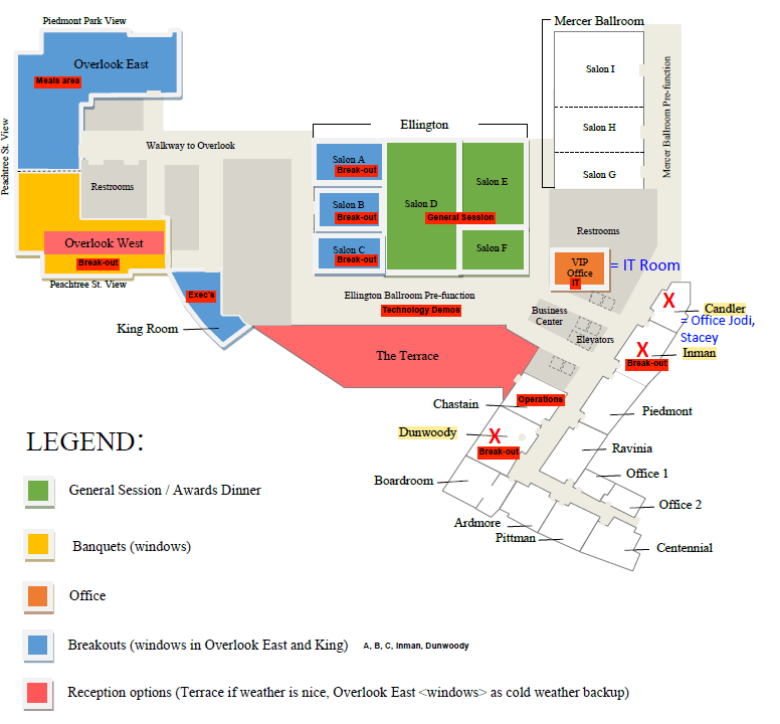 Piedmont Park View
Mercer Ballroom
Overlook East
Meals area
Salon I
Mercer Ballroom Pre-function
Peachtree St. View
Ellington
Salon H
Walkway to Overlook
Salon A
Break-out
Salon G
Restrooms
Salon E
Salon B
Break-out
Salon D
General Session
Restrooms
Overlook West
Break-out
Salon C
Break-out
Salon F
VIP
Office
IT
= IT Room
Peachtree St. View
Exec's
Ellington Ballroom Pre-function
Technology Demos
King Room
Business
Center
Elevators
X
Candler
= Office Jodi,
Stacey
X
Inman
Break-out
The Terrace
Chastain
Operations
Piedmont
Dunwoody
X
Break-out
Ravinia
Boardroom
Office 1
Office 2
Ardmore
Pittman
Centennial
LEGEND:
General Session / Awards Dinner
Banquets (windows)
Office
Breakouts (windows in Overlook East and King) A, B, C, Inman, Dunwoody
Reception options (Terrace if weather is nice, Overlook East <windows> as cold weather backup)